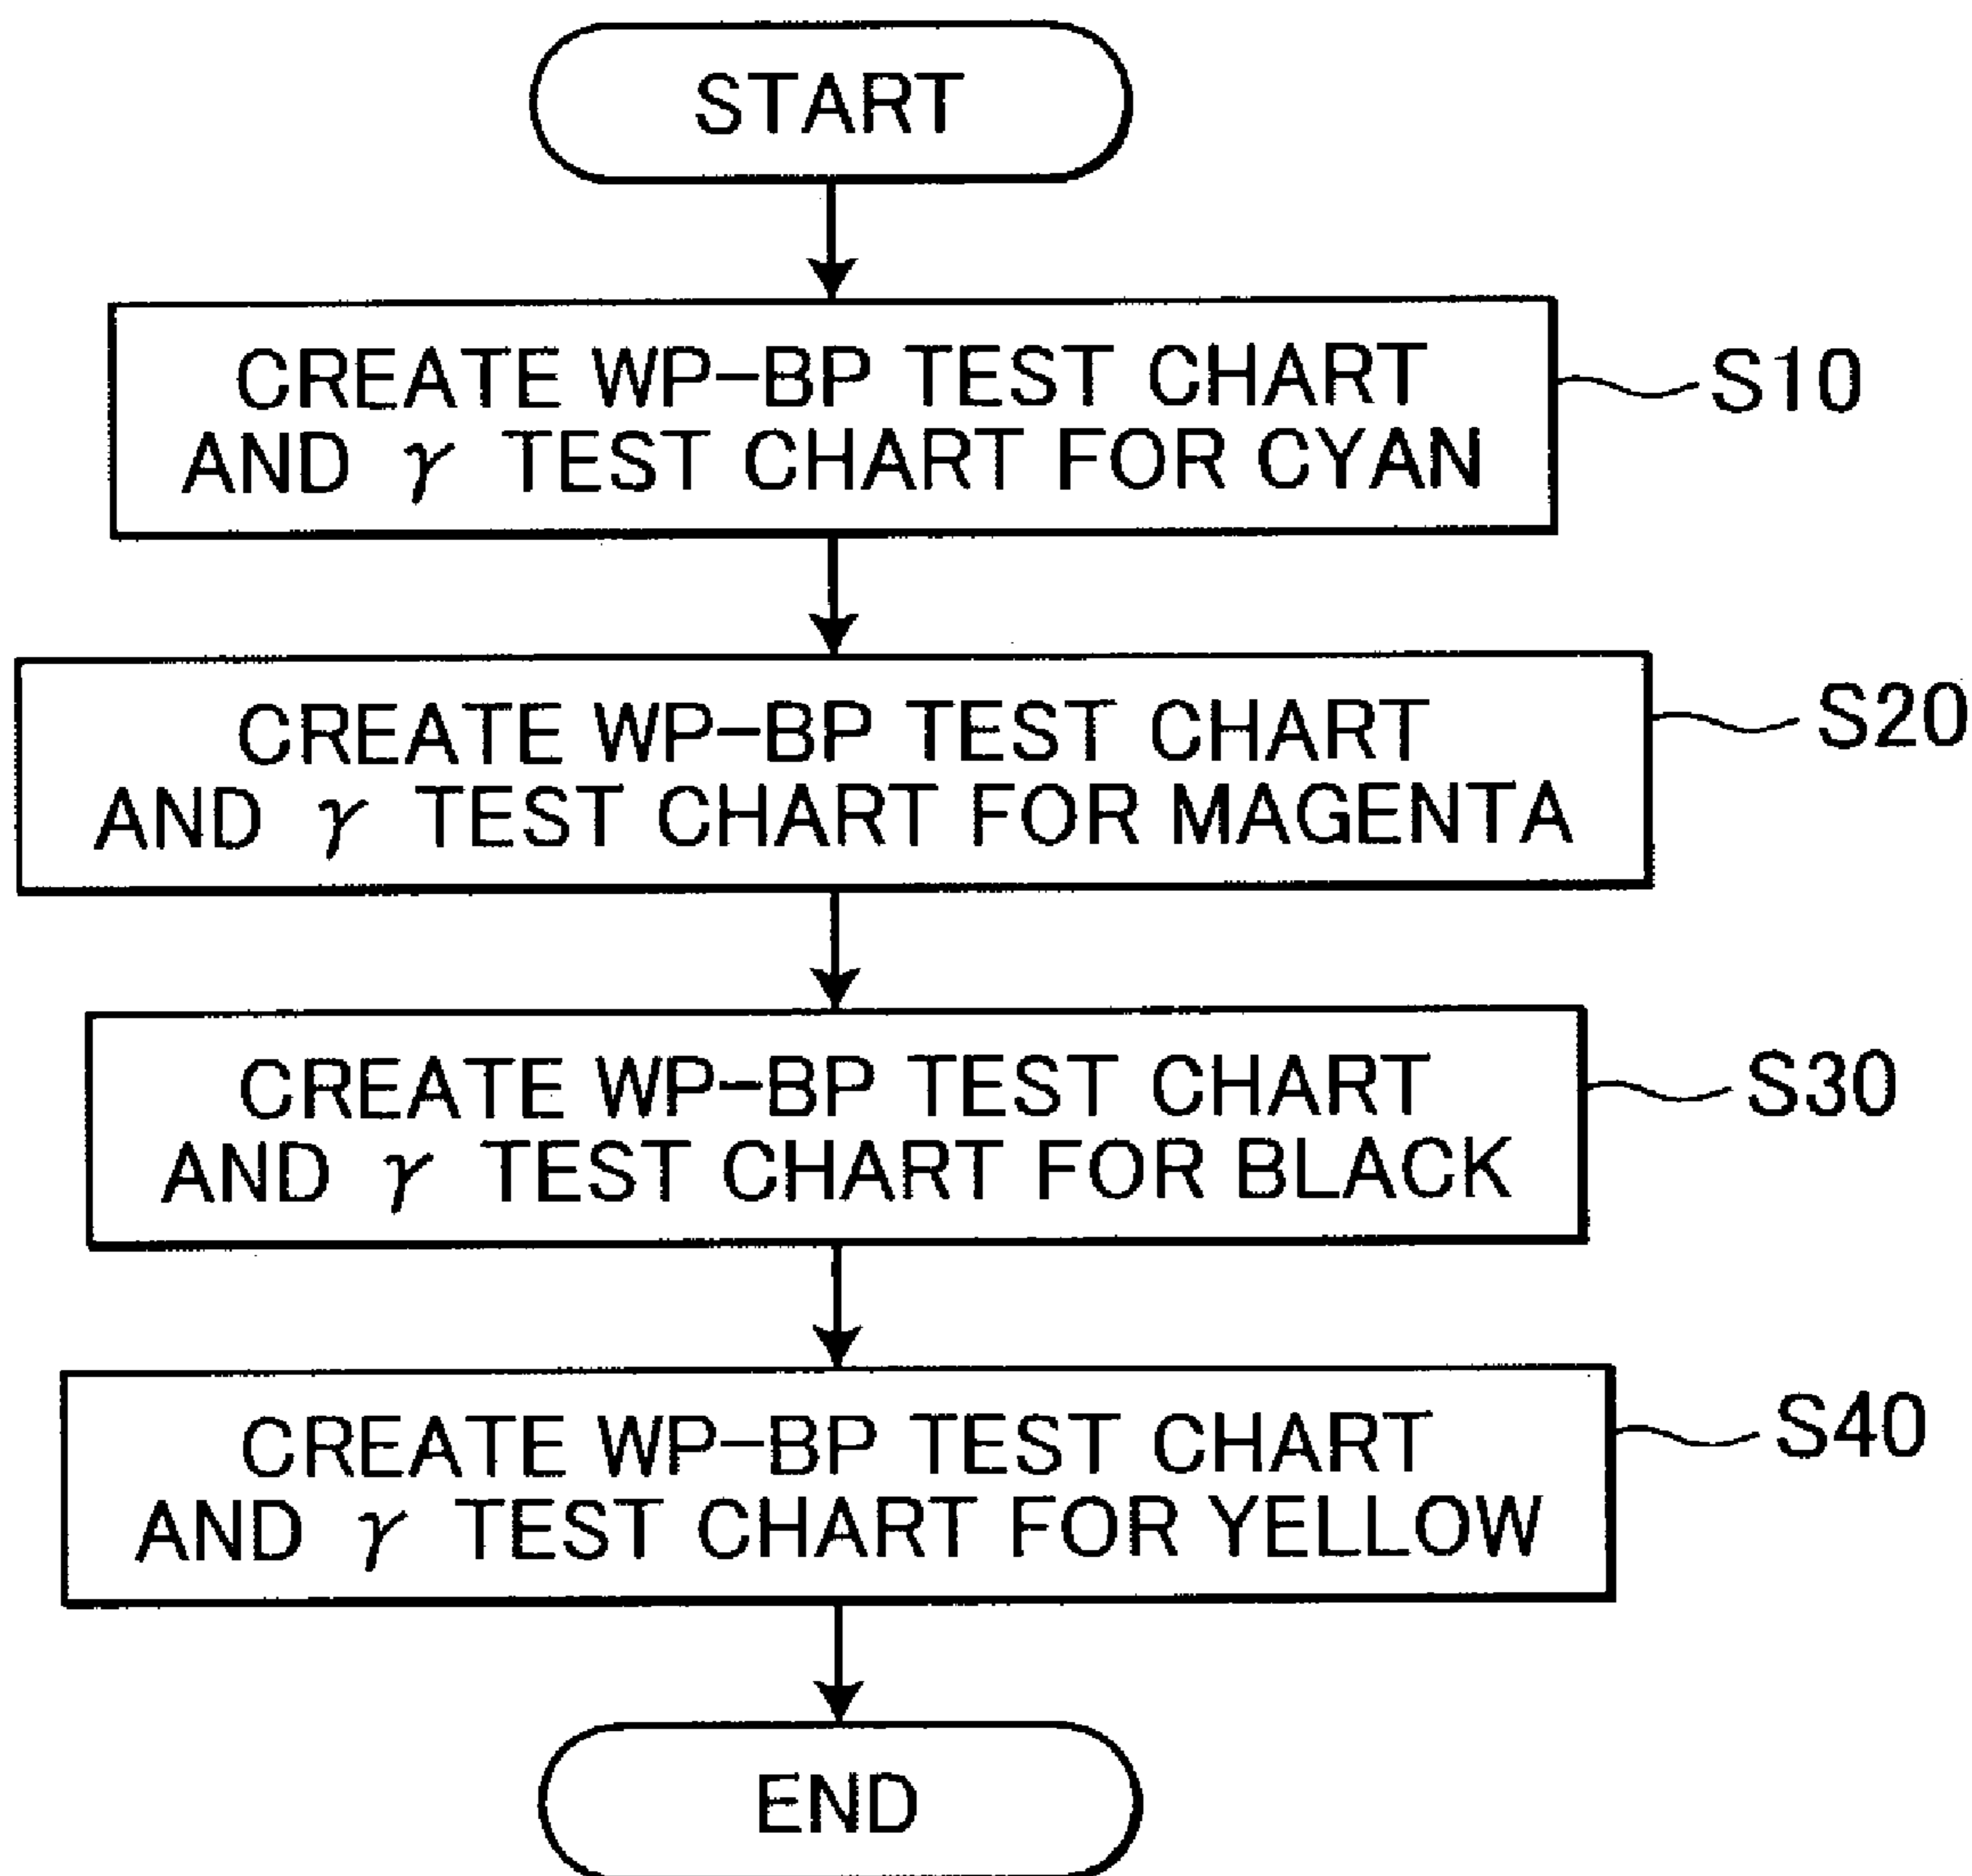 START
CREATE WP-BP TEST CHART
AND γ TEST CHART FOR CYAN
S10
CREATE WP-BP TEST CHART
AND γ TEST CHART FOR MAGENTA
S20
CREATE WP-BP TEST CHART
AND γ TEST CHART FOR BLACK
S30
CREATE WP-BP TEST CHART
AND γ TEST CHART FOR YELLOW
S40
END